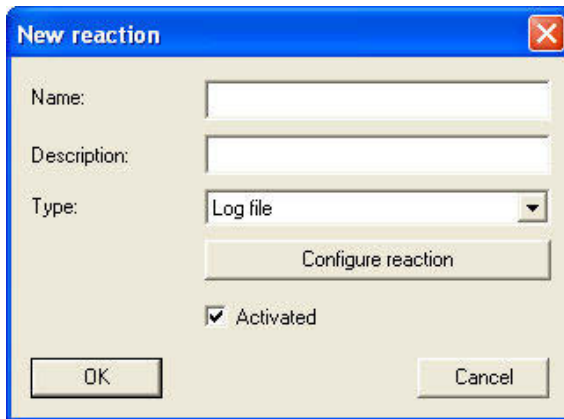 New reaction
Name:
Description:
Type: Log file
Configure reaction
Activated
OK Cancel